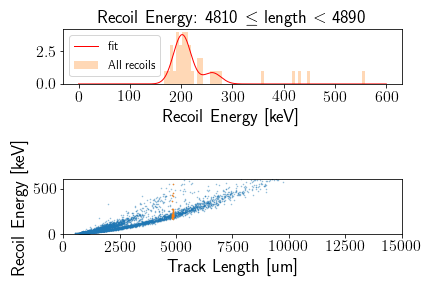 Recoil Energy: 4810 ≤ length < 4890
2.5
0.0
fit
All recoils
0 100 200 300 400 500 600
Recoil Energy [keV]
Recoil Energy [keV]
500
0
0 2500 5000 7500 10000 12500 15000
Track Length [um]